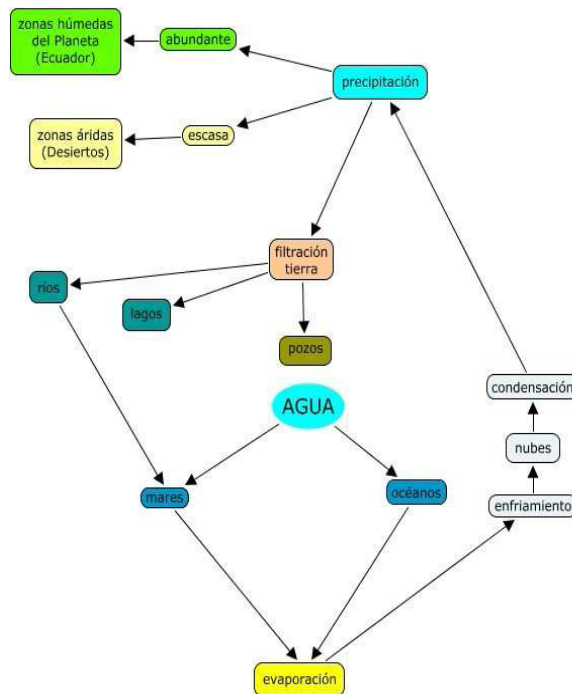 zonas húmedas
del Planeta
(Ecuador)
abundante
precipitación
zonas áridas
(Desiertos)
escasa
filtración
tierra
ríos
lagos
pozos
condensación
AGUA
nubes
mares
océanos
enfriamiento
evaporación